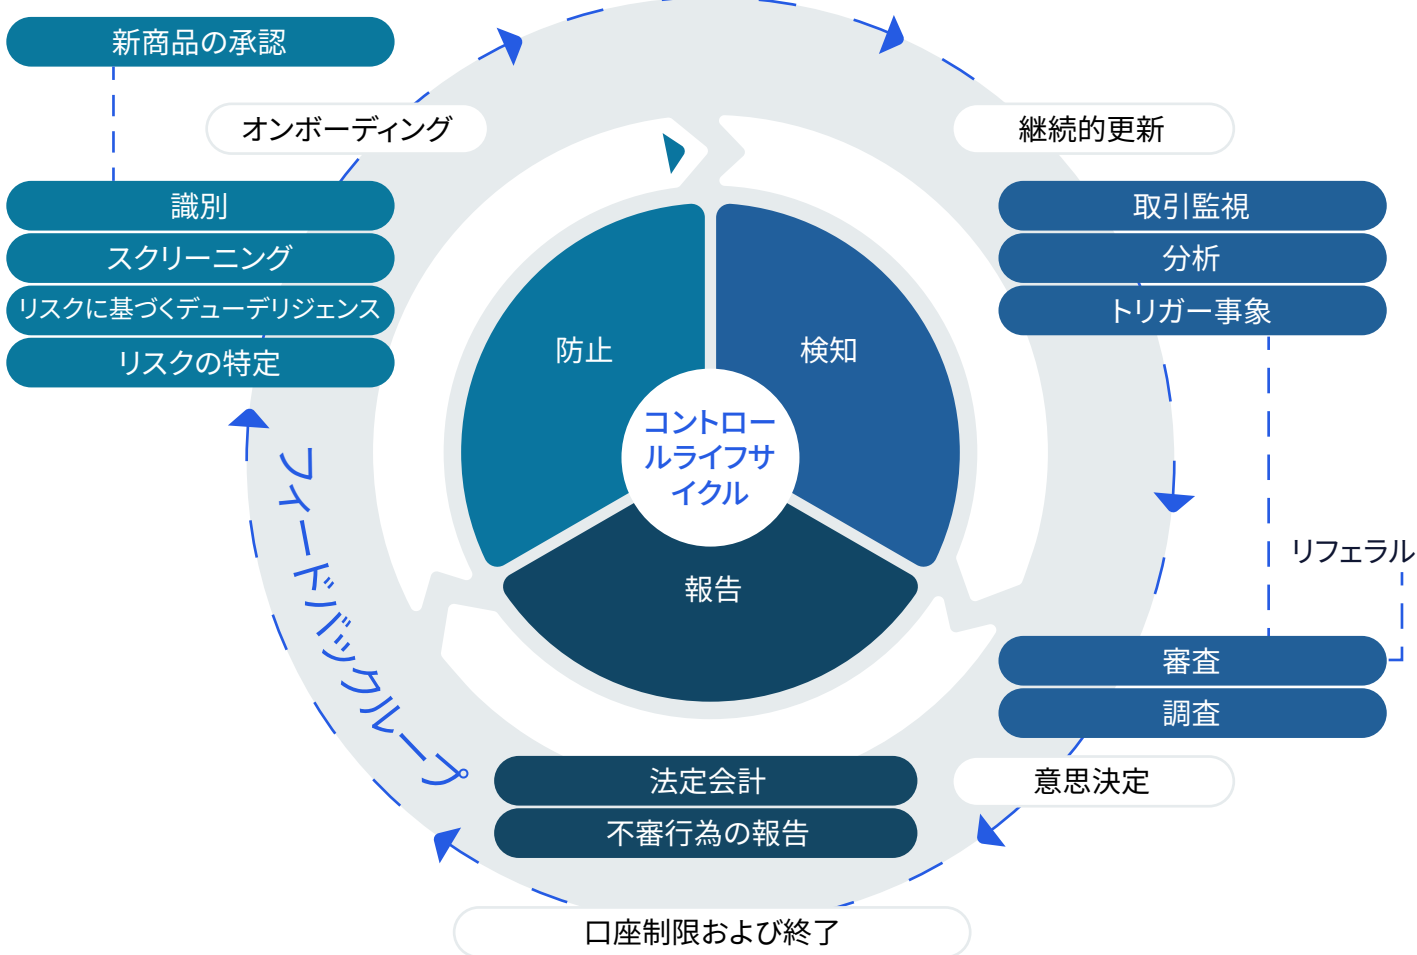 新商品の承認
オンボーディング
識別
スクリーニング
リスクに基づくデューデリジェンス
リスクの特定
継続的更新
取引監視
分析
トリガー事象
防止
検知
コントロー
ルライフサ
イクル
報告
フィードバックループ
リフェラル
審査
調査
意思決定
法定会計
不審行為の報告
口座制限および終了